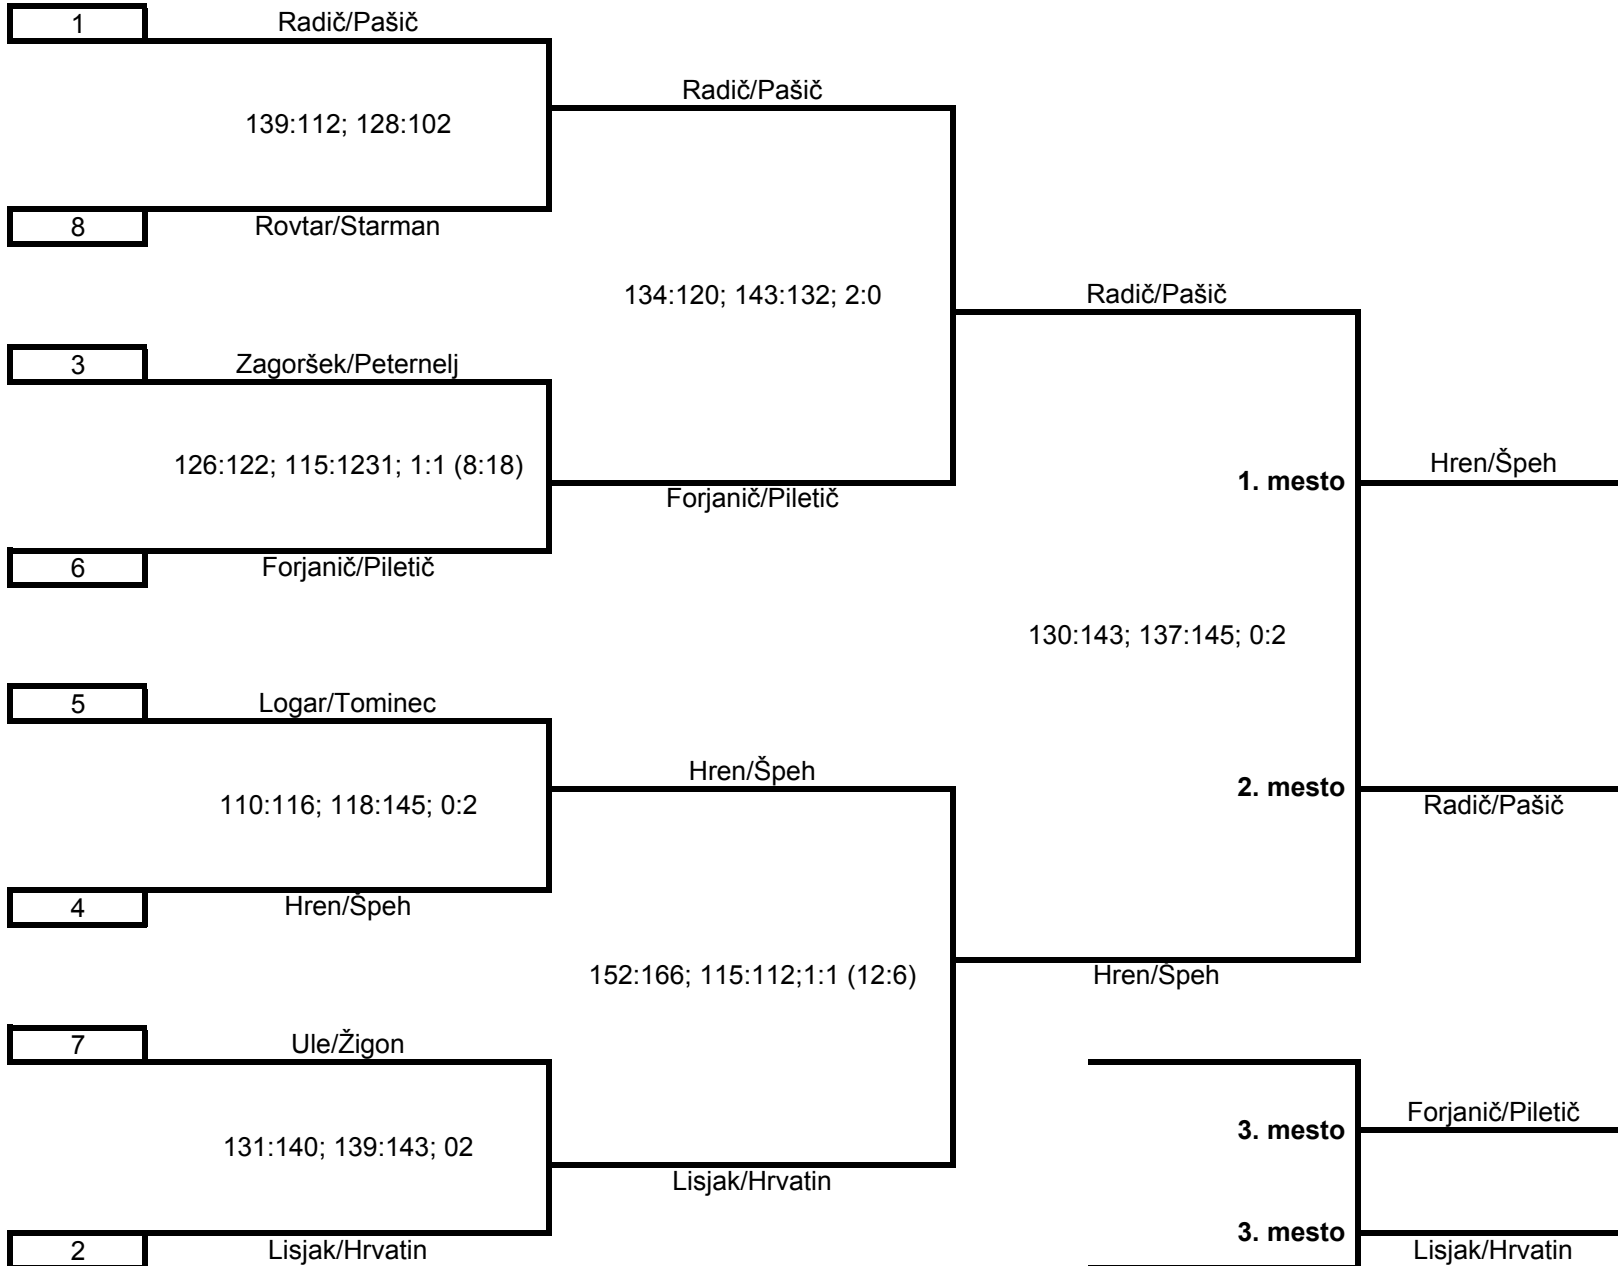 1 Radič/Pašič
Radič/Pašič
139:112; 128:102
8 Rovtar/Starman
134:120; 143:132; 2:0
Radič/Pašič
3 Zagoršek/Peternelj
126:122; 115:1231; 1:1 (8:18)
1. mesto Hren/Špeh
Forjanič/Piletič
6 Forjanič/Piletič
130:143; 137:145; 0:2
5 Logar/Tominec
Hren/Špeh
2. mesto Radič/Pašič
110:116; 118:145; 0:2
4 Hren/Špeh
152:166; 115:112;1:1 (12:6)
Hren/Špeh
7 Ule/Žigon
3. mesto Forjanič/Piletič
131:140; 139:143; 02
Lisjak/Hrvatin
3. mesto Lisjak/Hrvatin
2 Lisjak/Hrvatin